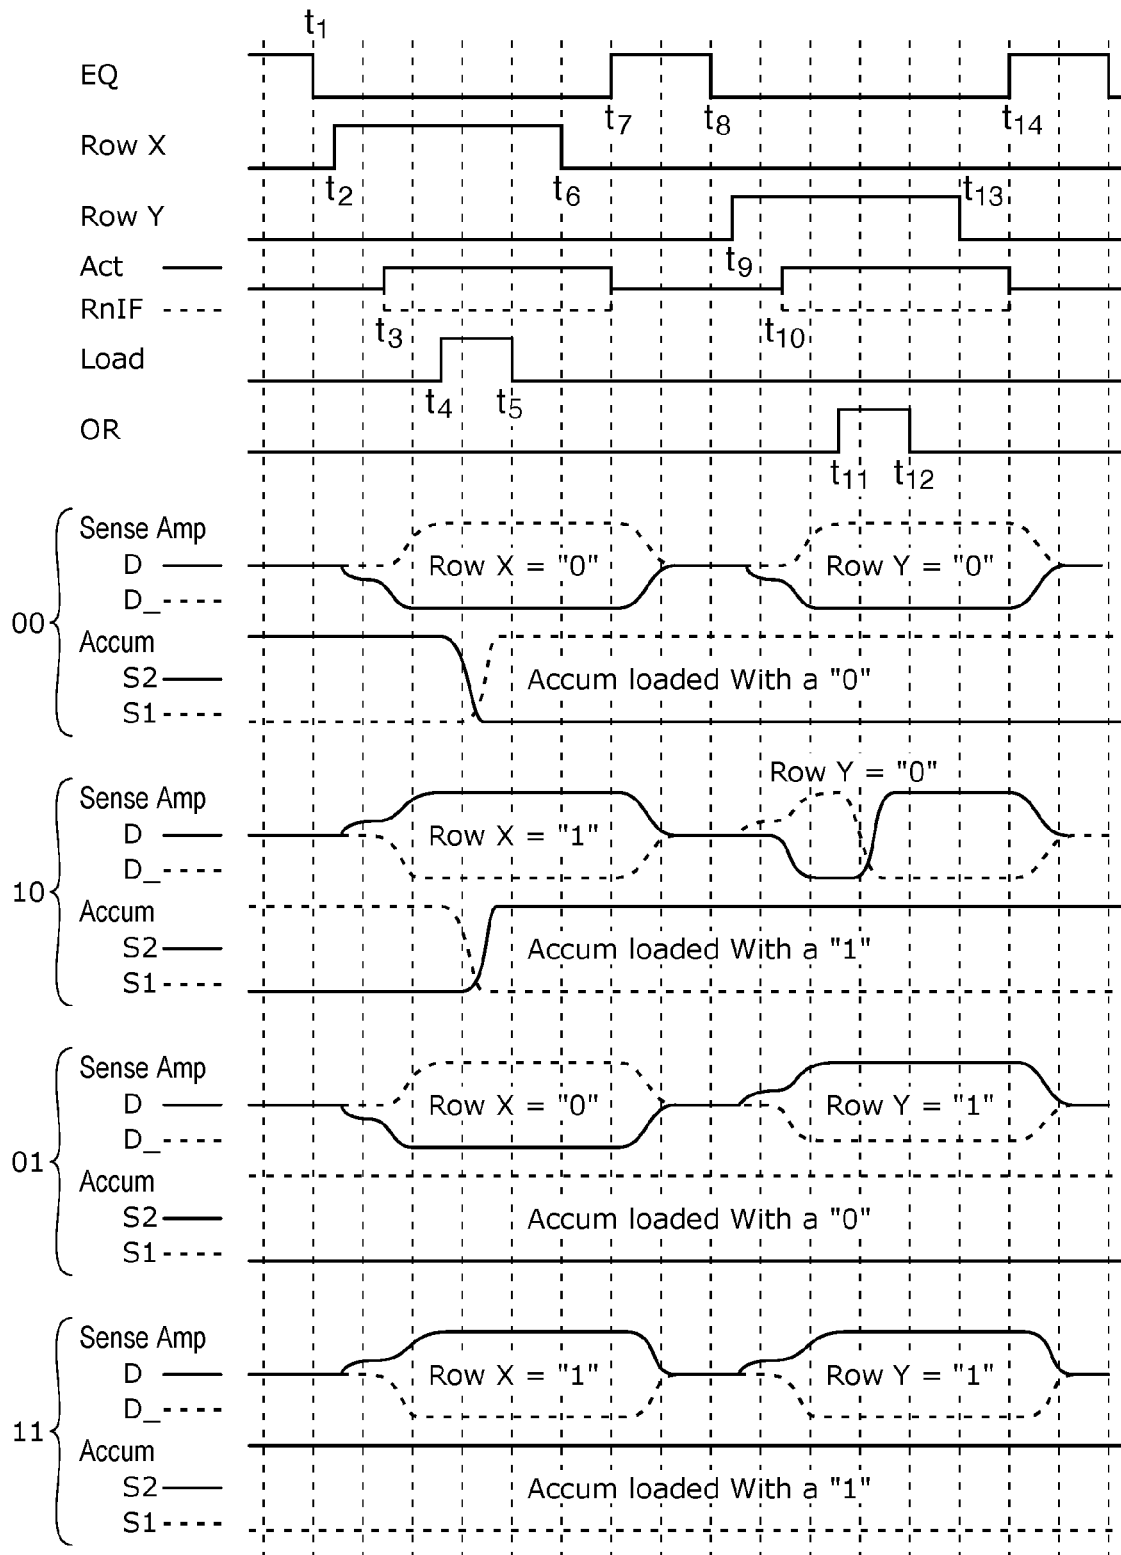 t1
EQ
t7 t8 t14
Row X
t2 t6 t13
Row Y
t9
Act
RnIF
t3 t10
Load
t4 t5
OR
t11 t12
Sense Amp
D
D_
Row X = "0" Row Y = "0"
00
Accum
S2
S1
Accum loaded With a "0"
Row Y = "0"
Sense Amp
D
D_
Row X = "1"
10
Accum
S2
S1
Accum loaded With a "1"
Sense Amp
D
D_
Row X = "0" Row Y = "1"
01
Accum
S2
S1
Accum loaded With a "0"
Sense Amp
D
D_
Row X = "1" Row Y = "1"
11
Accum
S2
S1
Accum loaded With a "1"